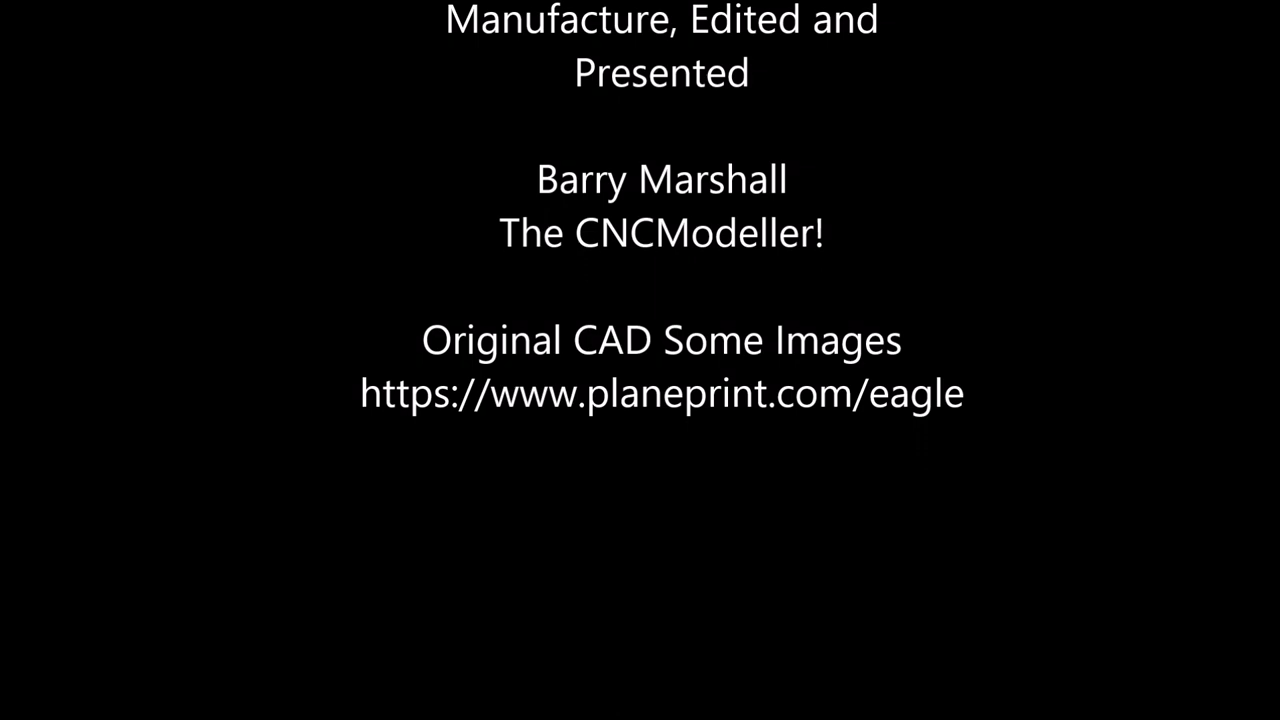 Manufacture, Edited and
Presented
Barry Marshall
The CNCModeller!
Original CAD Some Images
https://www.planeprint.com/eagle